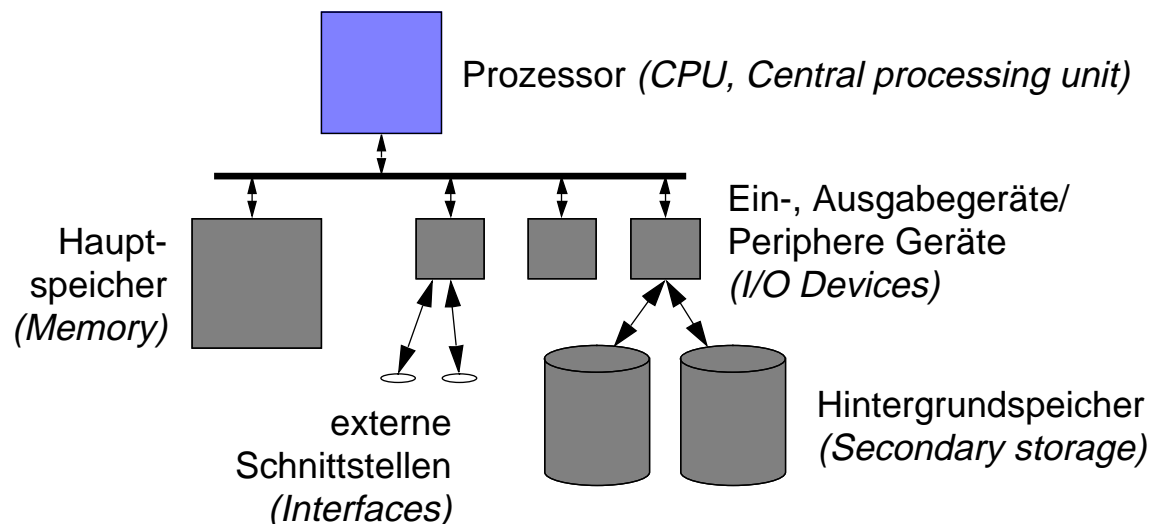 Prozessor (CPU, Central processing unit)
Haupt-
speicher
(Memory)
Ein-, Ausgabegeräte/
Periphere Geräte
(I/O Devices)
externe
Schnittstellen
(Interfaces)
Hintergrundspeicher
(Secondary storage)